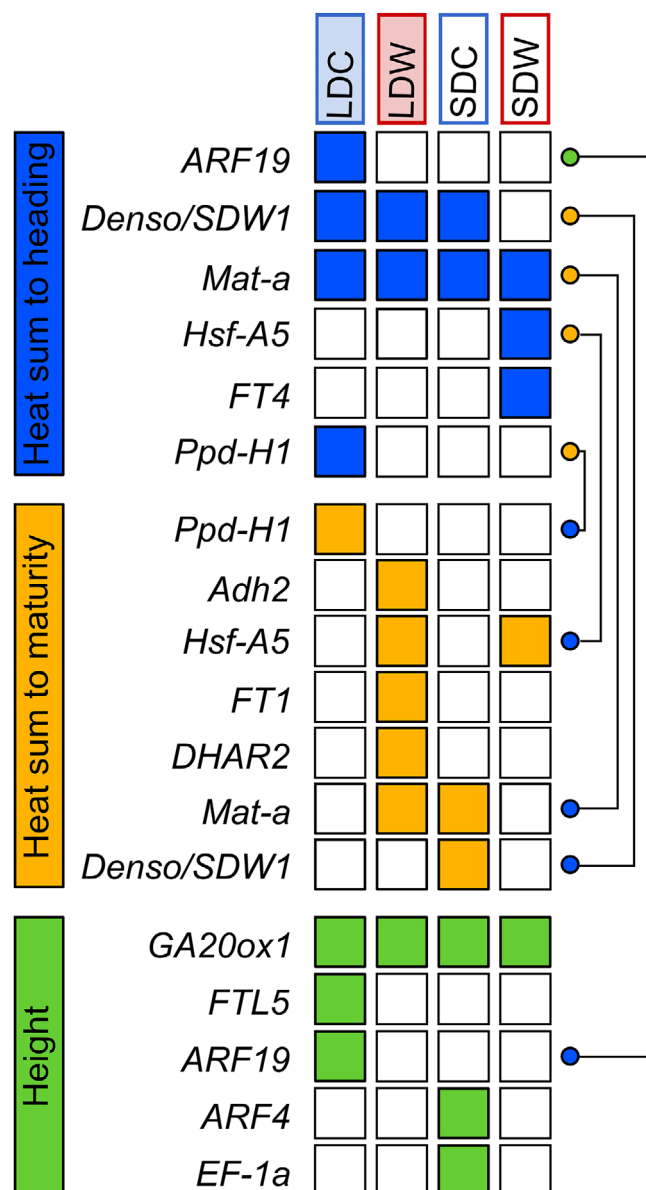 LDC
LDW
SDC
SDW
Heat sum to heading
ARF19
Denso/SDW1
Mat-a
Hsf-A5
FT4
Ppd-H1
Heat sum to maturity
Ppd-H1
Adh2
Hsf-A5
FT1
DHAR2
Mat-a
Denso/SDW1
Height
GA20ox1
FTL5
ARF19
ARF4
EF-1a